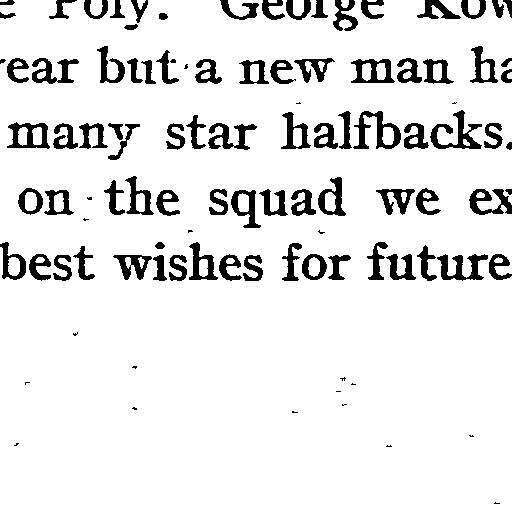 e Poly. George Kow
ear but a new man ha
many star halfbacks.
on the squad we ex
best wishes for future